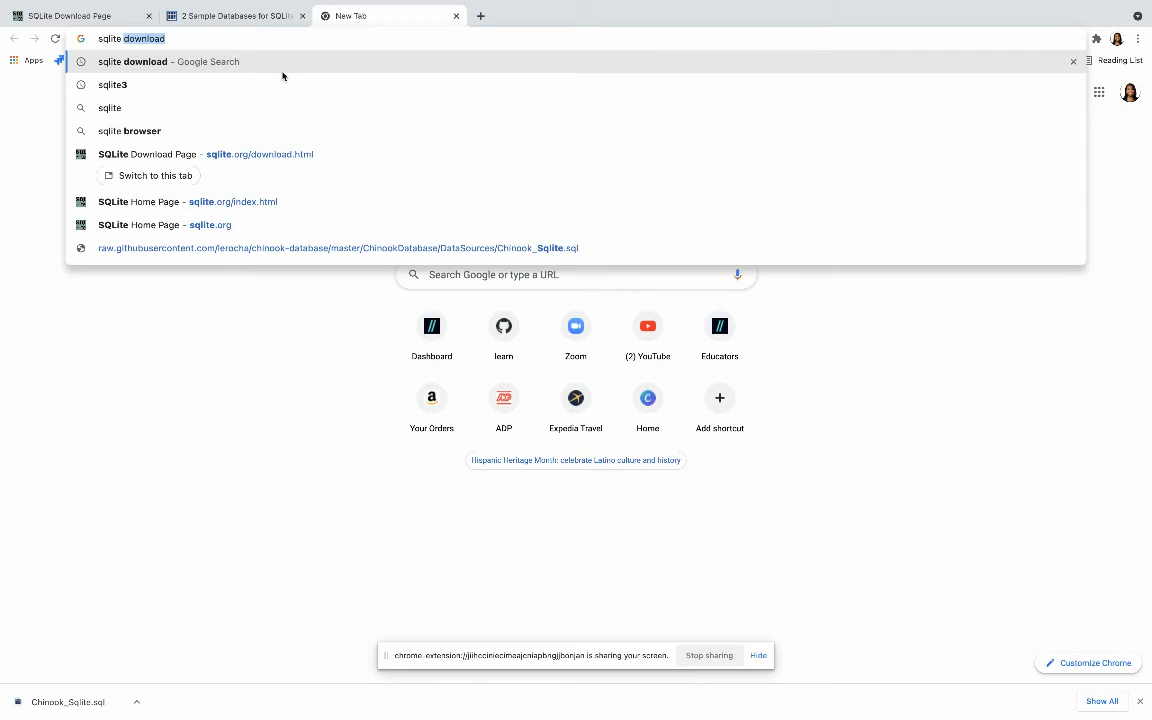 SQLite Download Page
2 Sample Databases for SQLit
New Tab
sqlite download
Apps
Reading List
sqlite download - Google Search
sqlite3
sqlite
sqlite browser
SQLite Download Page - sqlite.org/download.html
Switch to this tab
SQLite Home Page - sqlite.org/index.html
SQLite Home Page - sqlite.org
raw.githubusercontent.com/lerocha/chinook-database/master/ChinookDatabase/DataSources/Chinook_Sqlite.sql
Search Google or type a URL
Dashboard
learn
Zoom
(2) YouTube
Educators
Your Orders
ADP
Expedia Travel
Home
Add shortcut
Hispanic Heritage Month: celebrate Latino culture and history
chrome-extension://jiihcciniecimeajcniapbngjjbonjan is sharing your screen.
Stop sharing
Hide
Customize Chrome
Chinook_Sqlite.sql
Show All